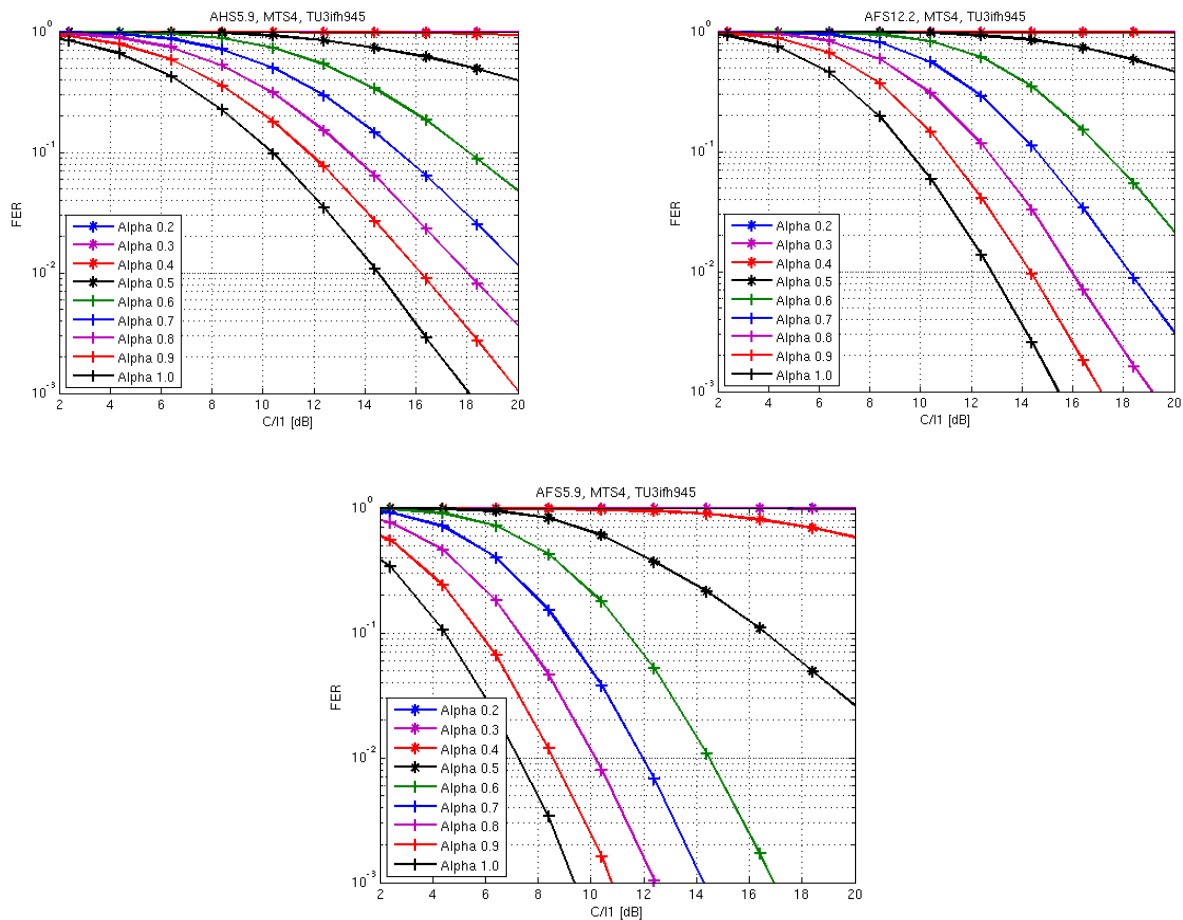 AHS5.9, MTS4, TU3ifh945
10^0
10^-1
10^-2
10^-3
FER
Alpha 0.2
Alpha 0.3
Alpha 0.4
Alpha 0.5
Alpha 0.6
Alpha 0.7
Alpha 0.8
Alpha 0.9
Alpha 1.0
2 4 6 8 10 12 14 16 18 20
C/I1 [dB]
AFS12.2, MTS4, TU3ifh945
10^0
10^-1
10^-2
10^-3
FER
Alpha 0.2
Alpha 0.3
Alpha 0.4
Alpha 0.5
Alpha 0.6
Alpha 0.7
Alpha 0.8
Alpha 0.9
Alpha 1.0
2 4 6 8 10 12 14 16 18 20
C/I1 [dB]
AFS5.9, MTS4, TU3ifh945
10^0
10^-1
10^-2
10^-3
FER
Alpha 0.2
Alpha 0.3
Alpha 0.4
Alpha 0.5
Alpha 0.6
Alpha 0.7
Alpha 0.8
Alpha 0.9
Alpha 1.0
2 4 6 8 10 12 14 16 18 20
C/I1 [dB]